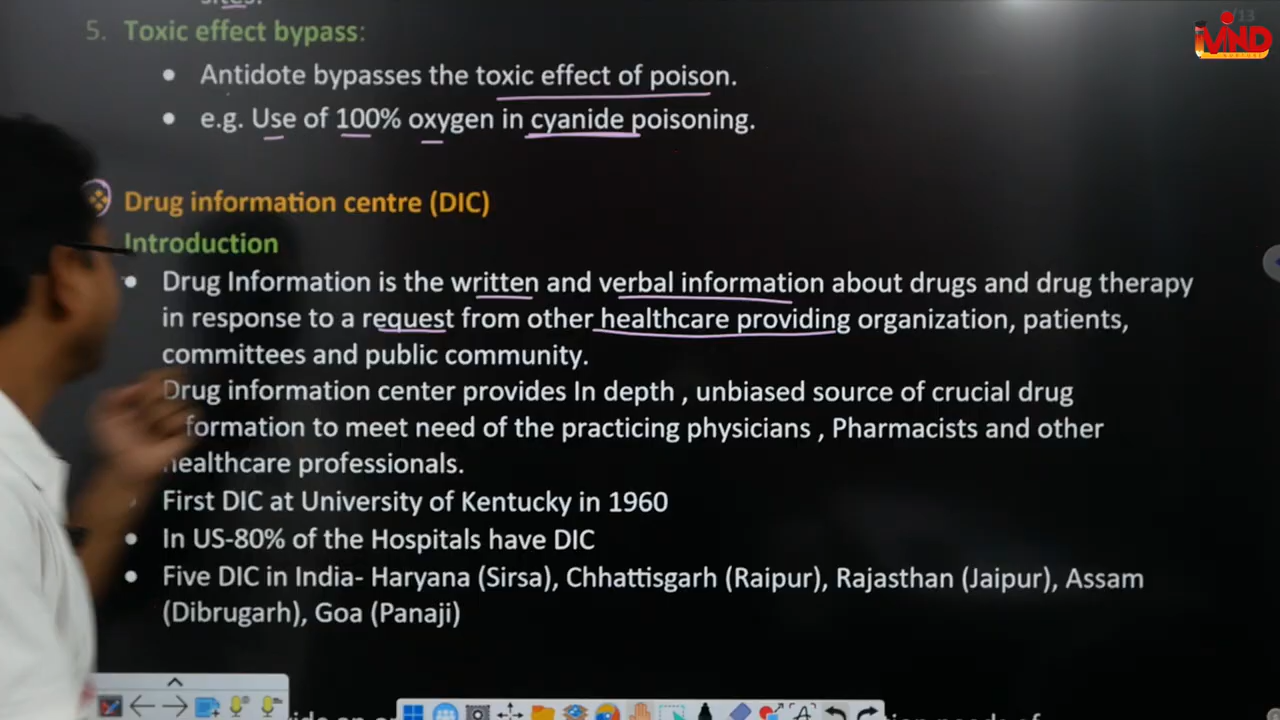 sites.
/13
MND
5. Toxic effect bypass:
• Antidote bypasses the toxic effect of poison.
• e.g. Use of 100% oxygen in cyanide poisoning.
Drug information centre (DIC)
Introduction
• Drug Information is the written and verbal information about drugs and drug therapy
in response to a request from other healthcare providing organization, patients,
committees and public community.
Drug information center provides In depth , unbiased source of crucial drug
formation to meet need of the practicing physicians , Pharmacists and other
healthcare professionals.
First DIC at University of Kentucky in 1960
• In US-80% of the Hospitals have DIC
• Five DIC in India- Haryana (Sirsa), Chhattisgarh (Raipur), Rajasthan (Jaipur), Assam
(Dibrugarh), Goa (Panaji)